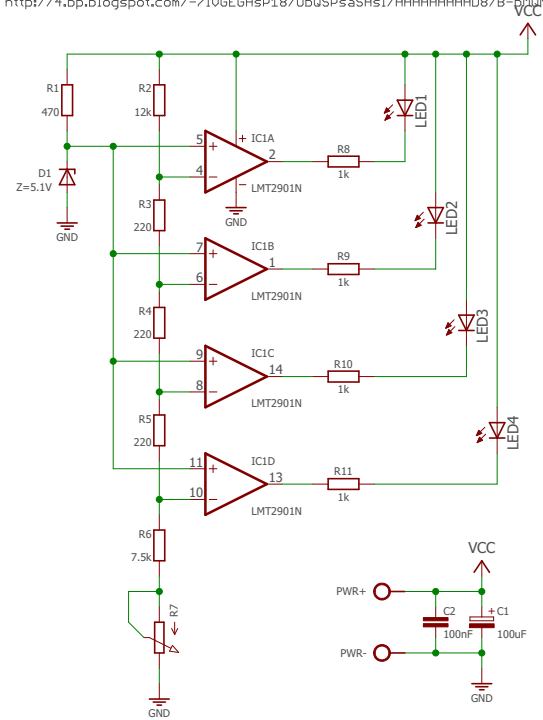 VCC
R1
470
R2
12k
IC1A
5
+
+
2
4
−
−
LMT2901N
R8
1k
LED1
D1
Z=5.1V
GND
GND
R3
220
IC1B
7
+
1
6
−
LMT2901N
R9
1k
LED2
R4
220
IC1C
9
+
14
8
−
LMT2901N
R10
1k
LED3
R5
220
IC1D
11
+
13
10
−
LMT2901N
R11
1k
LED4
R6
7.5k
R7
GND
VCC
PWR+
PWR-
C2
100nF
+
C1
100uF
GND